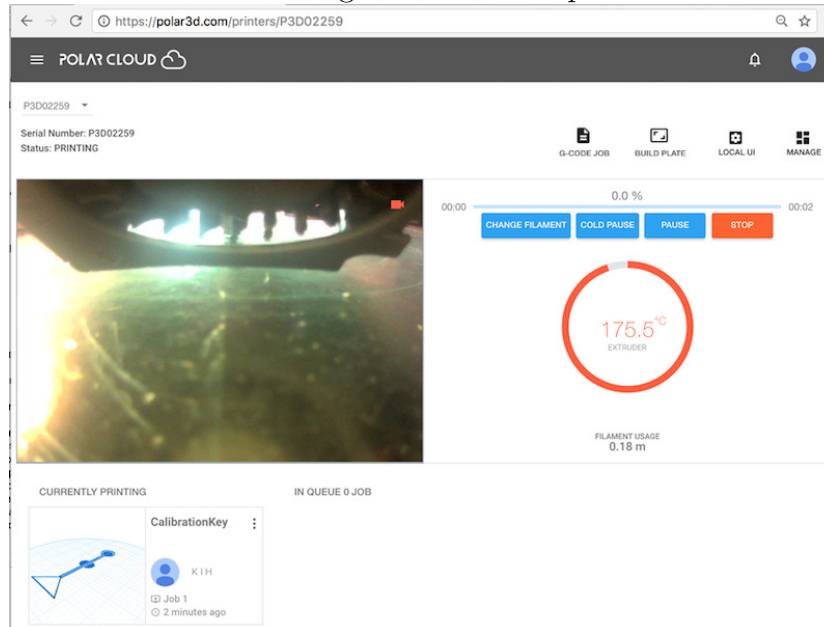 https://polar3d.com/printers/P3D02259
POLAR CLOUD
P3D02259
Serial Number: P3D02259
Status: PRINTING
G-CODE JOB BUILD PLATE LOCAL UI MANAGE
0.0 %
00:00 00:02
CHANGE FILAMENT COLD PAUSE PAUSE STOP
175.5°C
EXTRUDER
FILAMENT USAGE
0.18 m
CURRENTLY PRINTING IN QUEUE 0 JOB
CalibrationKey
K I H
Job 1
2 minutes ago